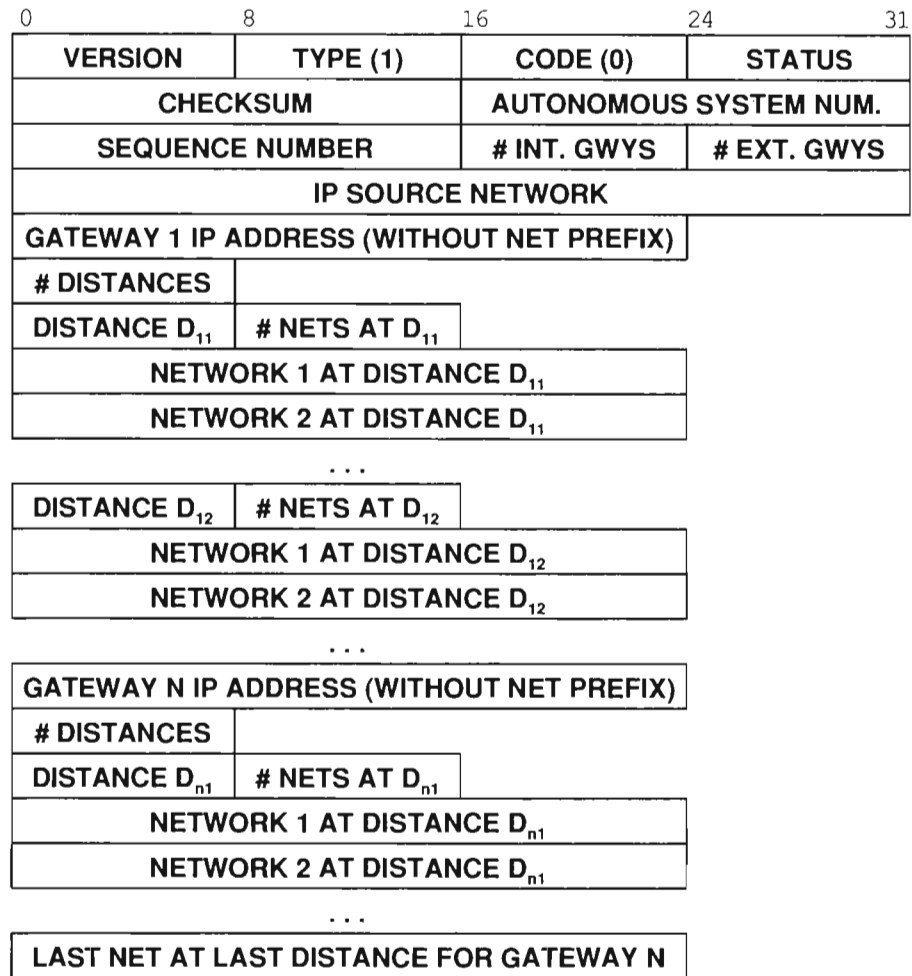 0 8 16 24 31
VERSION TYPE (1) CODE (0) STATUS
CHECKSUM AUTONOMOUS SYSTEM NUM.
SEQUENCE NUMBER # INT. GWYS # EXT. GWYS
IP SOURCE NETWORK
GATEWAY 1 IP ADDRESS (WITHOUT NET PREFIX)
# DISTANCES
DISTANCE D₁₁ # NETS AT D₁₁
NETWORK 1 AT DISTANCE D₁₁
NETWORK 2 AT DISTANCE D₁₁
. . .
DISTANCE D₁₂ # NETS AT D₁₂
NETWORK 1 AT DISTANCE D₁₂
NETWORK 2 AT DISTANCE D₁₂
. . .
GATEWAY N IP ADDRESS (WITHOUT NET PREFIX)
# DISTANCES
DISTANCE Dₙ₁ # NETS AT Dₙ₁
NETWORK 1 AT DISTANCE Dₙ₁
NETWORK 2 AT DISTANCE Dₙ₁
. . .
LAST NET AT LAST DISTANCE FOR GATEWAY N